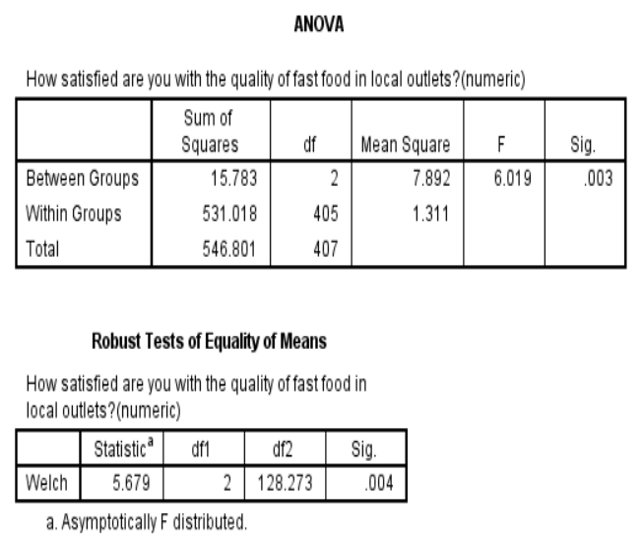 ANOVA
How satisfied are you with the quality of fast food in local outlets?(numeric)
Sum of Squares df Mean Square F Sig.
Between Groups 15.783 2 7.892 6.019 .003
Within Groups 531.018 405 1.311
Total 546.801 407
Robust Tests of Equality of Means
How satisfied are you with the quality of fast food in
local outlets?(numeric)
Statistic^a df1 df2 Sig.
Welch 5.679 2 128.273 .004
a. Asymptotically F distributed.